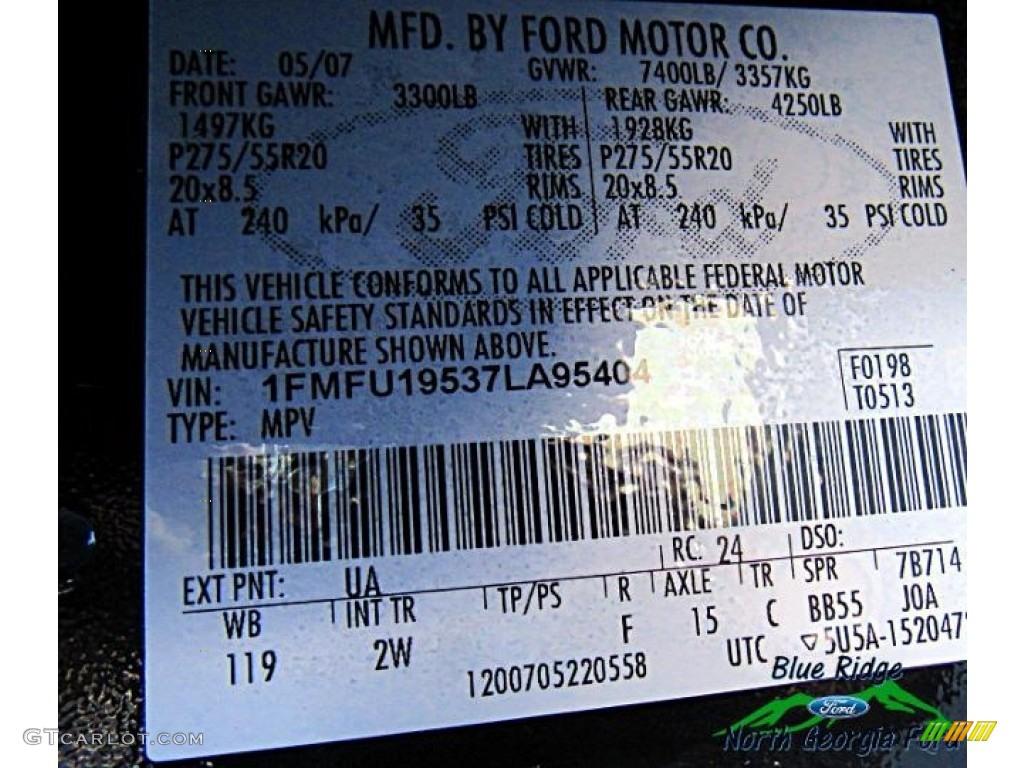 MFD. BY FORD MOTOR CO.
DATE: 05/07 GVWR: 7400LB/ 3357KG
FRONT GAWR: 3300LB REAR GAWR: 4250LB
1497KG WITH 1928KG WITH
P275/55R20 TIRES P275/55R20 TIRES
20x8.5 RIMS 20x8.5 RIMS
AT 240 kPa/ 35 PSI COLD AT 240 kPa/ 35 PSI COLD
THIS VEHICLE CONFORMS TO ALL APPLICABLE FEDERAL MOTOR
VEHICLE SAFETY STANDARDS IN EFFECT ON THE DATE OF
MANUFACTURE SHOWN ABOVE.
VIN: 1FMFU19537LA95404 F0198
TYPE: MPV T0513
EXT PNT: UA RC: 24 DSO:
WB INT TR TP/PS R AXLE TR SPR 7B714
119 2W F 15 C BB55 J0A
1200705220558 UTC ▽5U5A-152047
Blue Ridge
Ford
North Georgia Ford
GTCARLOT.COM